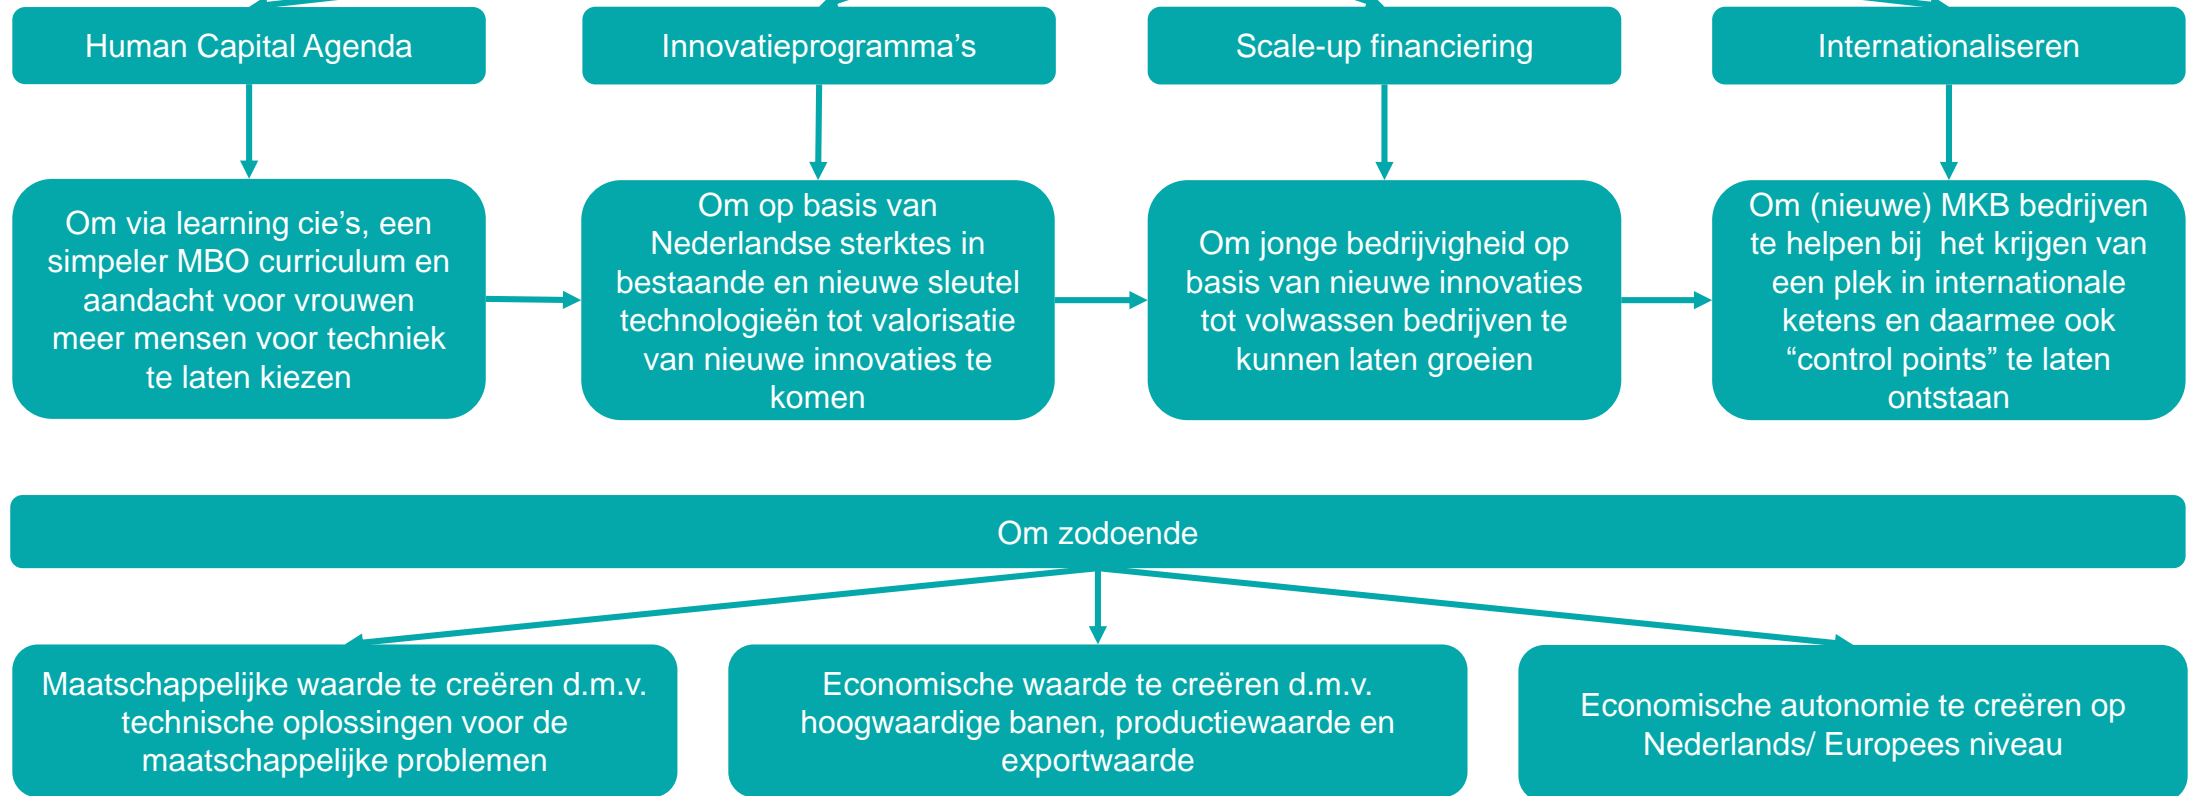 Human Capital Agenda
Innovatieprogramma’s
Scale-up financiering
Internationaliseren
Om via learning cie’s, een
simpeler MBO curriculum en
aandacht voor vrouwen
meer mensen voor techniek
te laten kiezen
Om op basis van
Nederlandse sterktes in
bestaande en nieuwe sleutel
technologieën tot valorisatie
van nieuwe innovaties te
komen
Om jonge bedrijvigheid op
basis van nieuwe innovaties
tot volwassen bedrijven te
kunnen laten groeien
Om (nieuwe) MKB bedrijven
te helpen bij  het krijgen van
een plek in internationale
ketens en daarmee ook
“control points” te laten
ontstaan
Om zodoende
Maatschappelijke waarde te creëren d.m.v.
technische oplossingen voor de
maatschappelijke problemen
Economische waarde te creëren d.m.v.
hoogwaardige banen, productiewaarde en
exportwaarde
Economische autonomie te creëren op
Nederlands/ Europees niveau